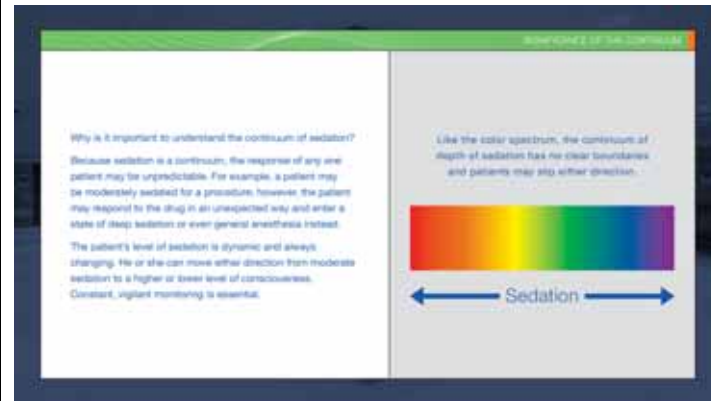 SIGNIFICANCE OF THE CONTINUUM
Why is it important to understand the continuum of sedation?
Because sedation is a continuum, the response of any one
patient may be unpredictable. For example, a patient may
be moderately sedated for a procedure; however, the patient
may respond to the drug in an unexpected way and enter a
state of deep sedation or even general anesthesia instead.
The patient's level of sedation is dynamic and always
changing. He or she can move either direction from moderate
sedation to a higher or lower level of consciousness.
Constant, vigilant monitoring is essential.
Like the color spectrum, the continuum of
depth of sedation has no clear boundaries
and patients may slip either direction.
Sedation